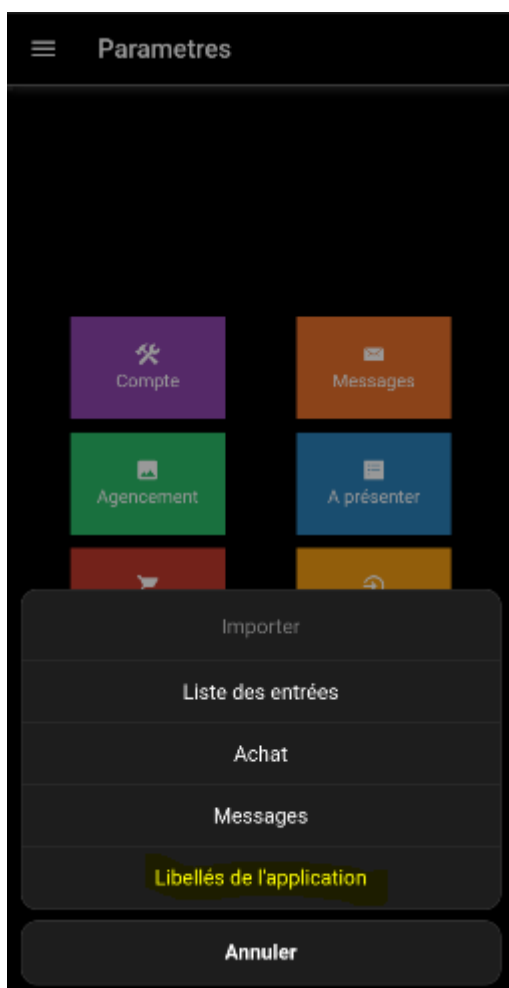 Parametres
Compte
Messages
Agencement
A présenter
Importer
Liste des entrées
Achat
Messages
Libellés de l'application
Annuler